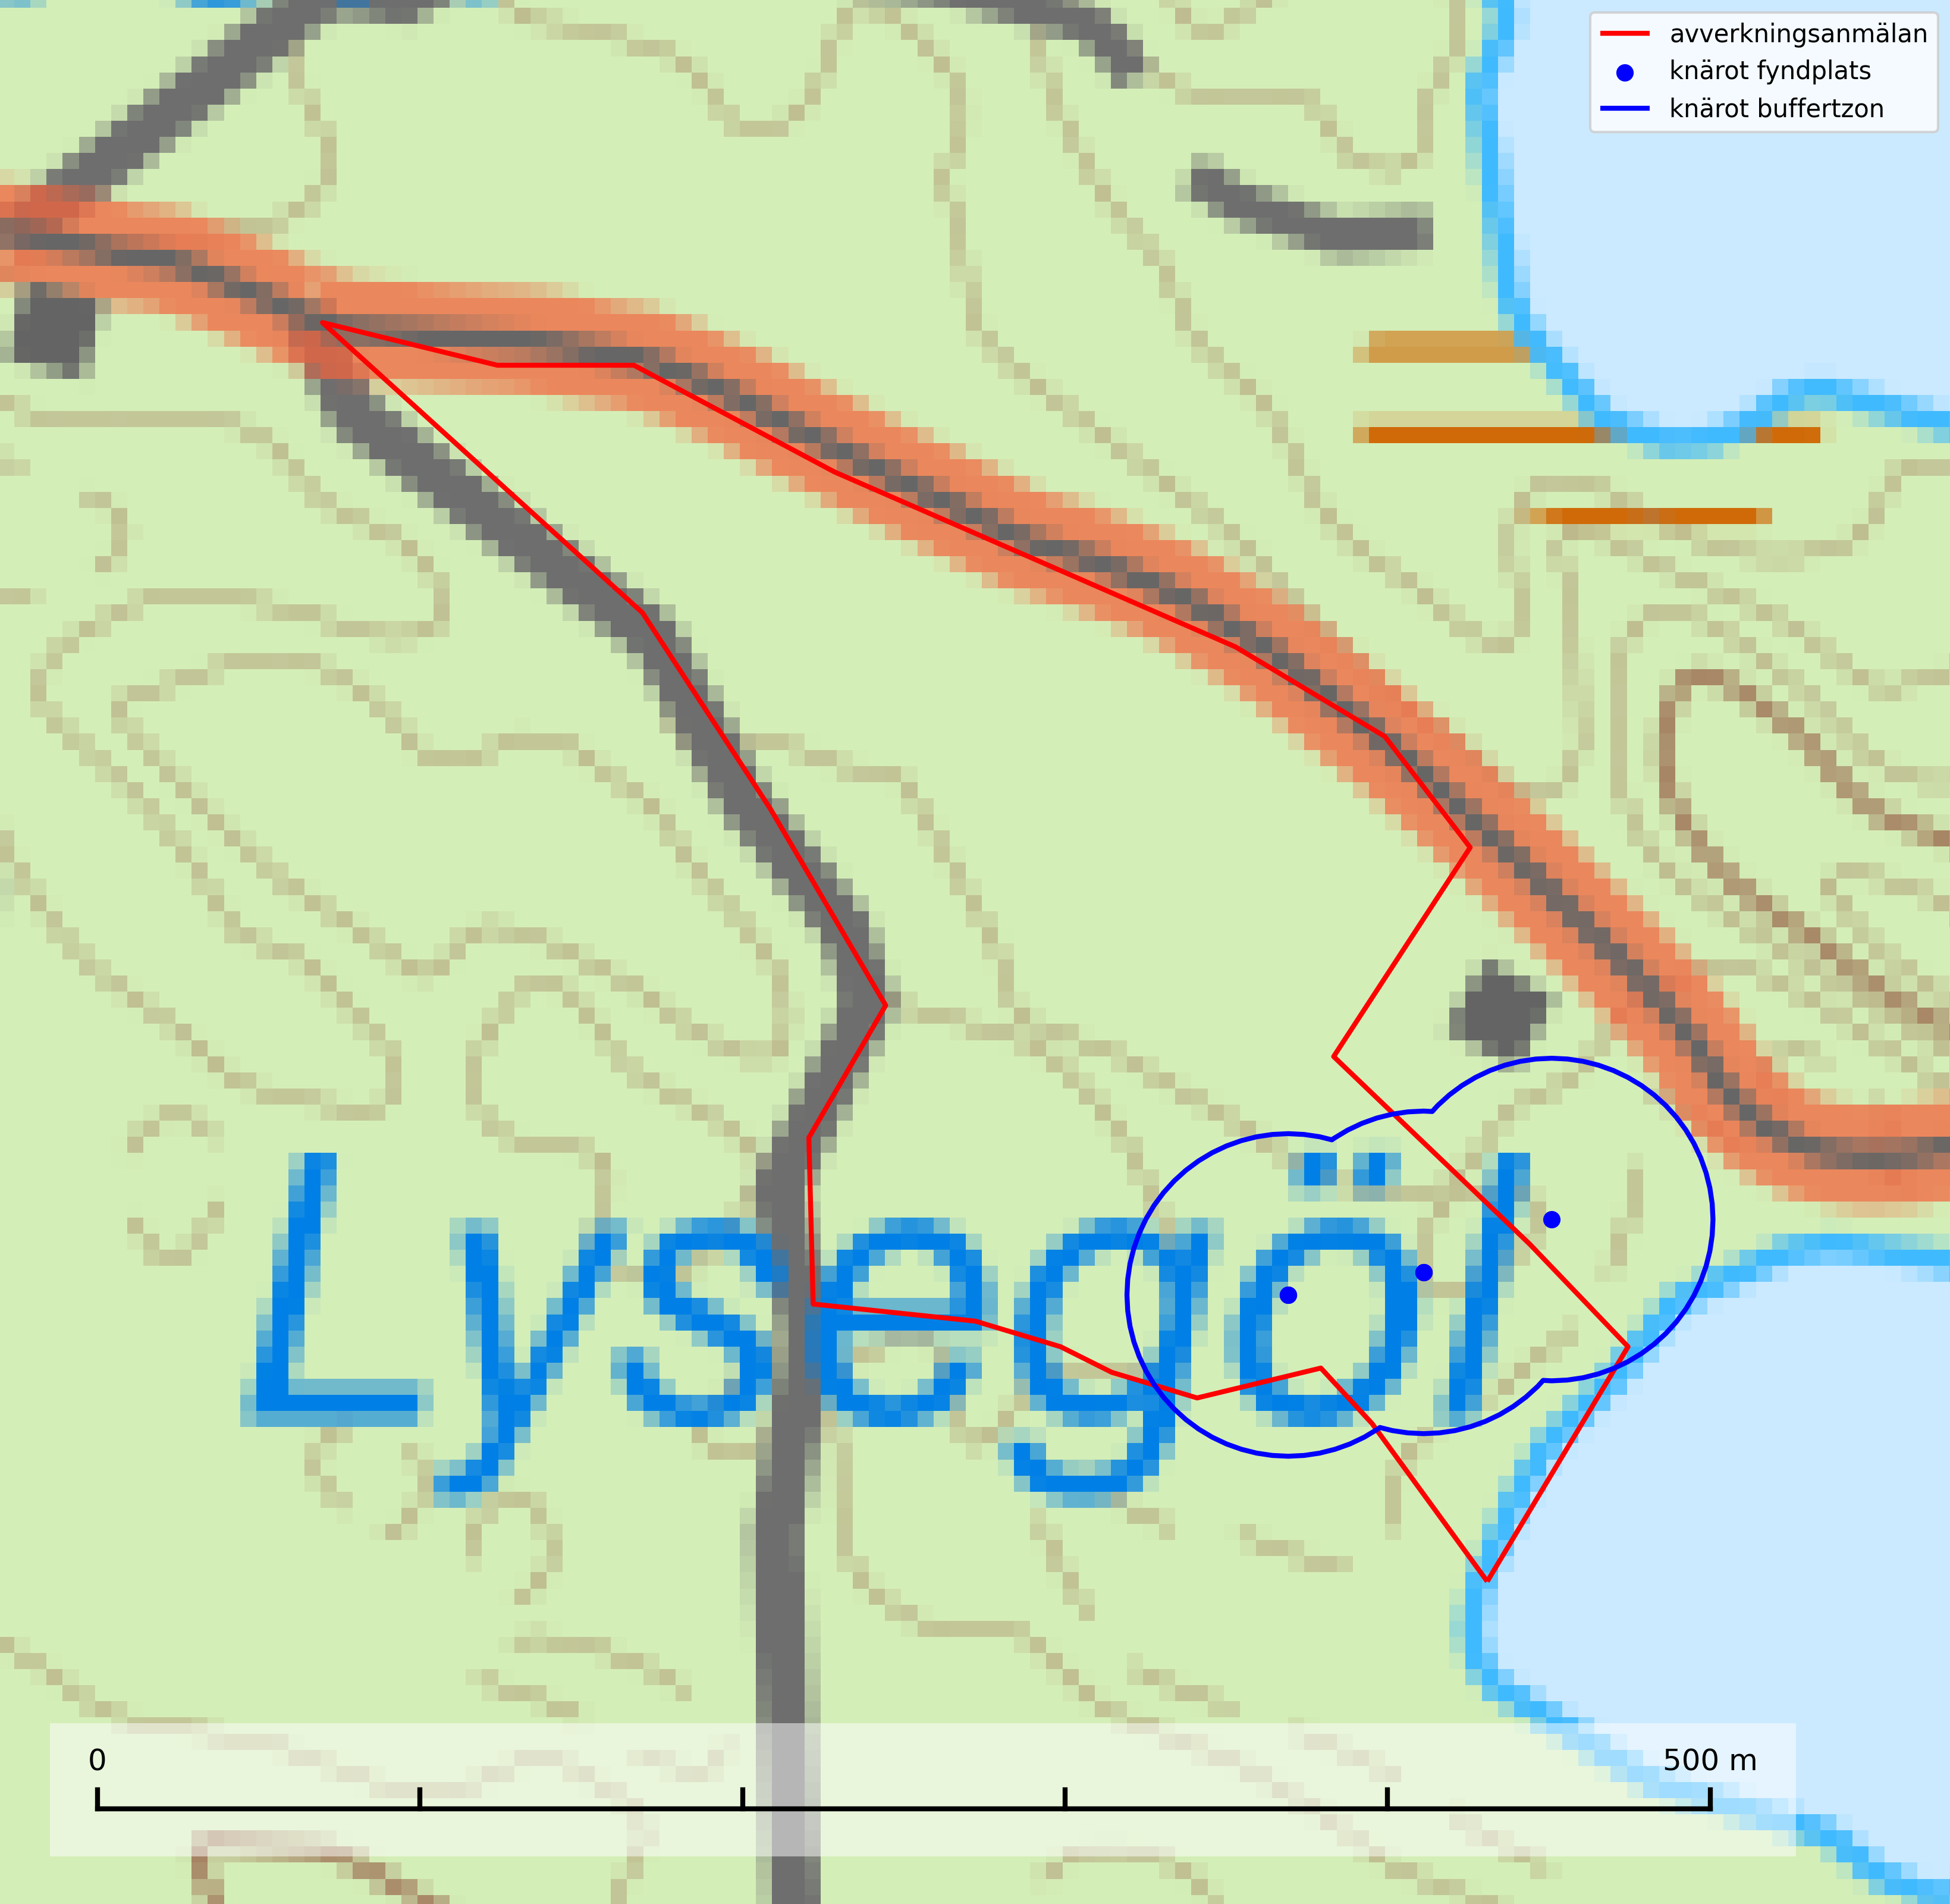 avverkningsanmälan
knärot fyndplats
knärot buffertzon
Lysegöl
0 500 m